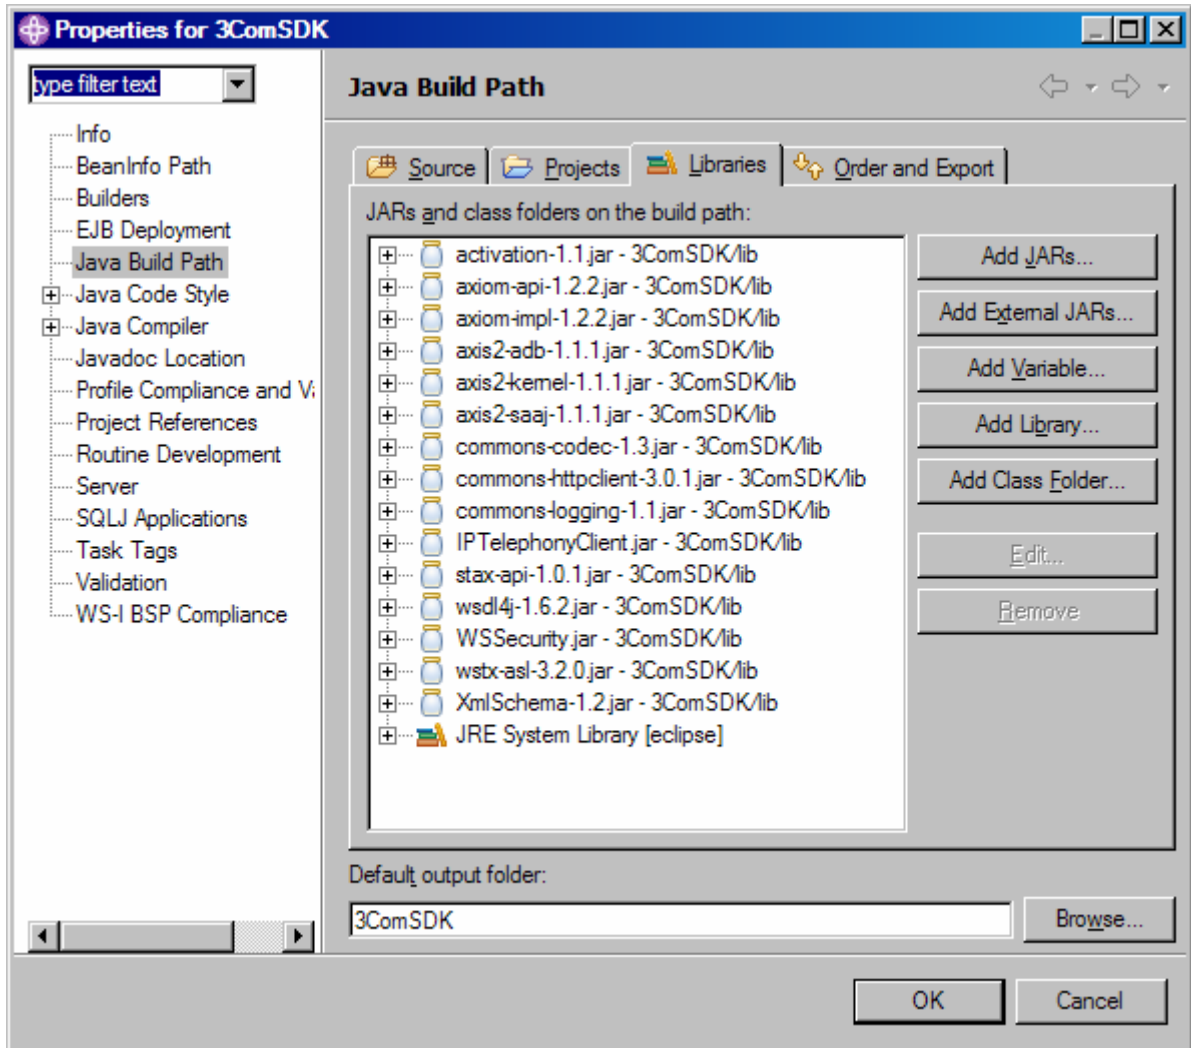 Properties for 3ComSDK
type filter text
Info
BeanInfo Path
Builders
EJB Deployment
Java Build Path
Java Code Style
Java Compiler
Javadoc Location
Profile Compliance and Va
Project References
Routine Development
Server
SQLJ Applications
Task Tags
Validation
WS-I BSP Compliance
Java Build Path
Source
Projects
Libraries
Order and Export
JARs and class folders on the build path:
activation-1.1.jar - 3ComSDK/lib
axiom-api-1.2.2.jar - 3ComSDK/lib
axiom-impl-1.2.2.jar - 3ComSDK/lib
axis2-adb-1.1.1.jar - 3ComSDK/lib
axis2-kernel-1.1.1.jar - 3ComSDK/lib
axis2-saaj-1.1.1.jar - 3ComSDK/lib
commons-codec-1.3.jar - 3ComSDK/lib
commons-httpclient-3.0.1.jar - 3ComSDK/lib
commons-logging-1.1.jar - 3ComSDK/lib
IPTelephonyClient.jar - 3ComSDK/lib
stax-api-1.0.1.jar - 3ComSDK/lib
wsdl4j-1.6.2.jar - 3ComSDK/lib
WSSecurity.jar - 3ComSDK/lib
wstx-asl-3.2.0.jar - 3ComSDK/lib
XmlSchema-1.2.jar - 3ComSDK/lib
JRE System Library [eclipse]
Add JARs...
Add External JARs...
Add Variable...
Add Library...
Add Class Folder...
Edit...
Remove
Default output folder:
3ComSDK
Browse...
OK
Cancel